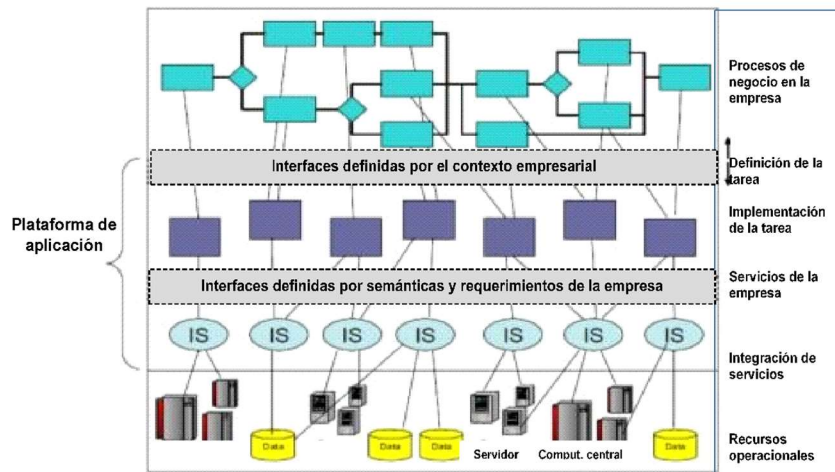 Procesos de
negocio en la
empresa
Interfaces definidas por el contexto empresarial
Definición de la
tarea
Plataforma de
aplicación
Implementación
de la tarea
Interfaces definidas por semánticas y requerimientos de la empresa
Servicios de la
empresa
IS
IS
IS
IS
IS
IS
IS
Integración de
servicios
Data
Data
Data
Servidor
Comput. central
Data
Recursos
operacionales